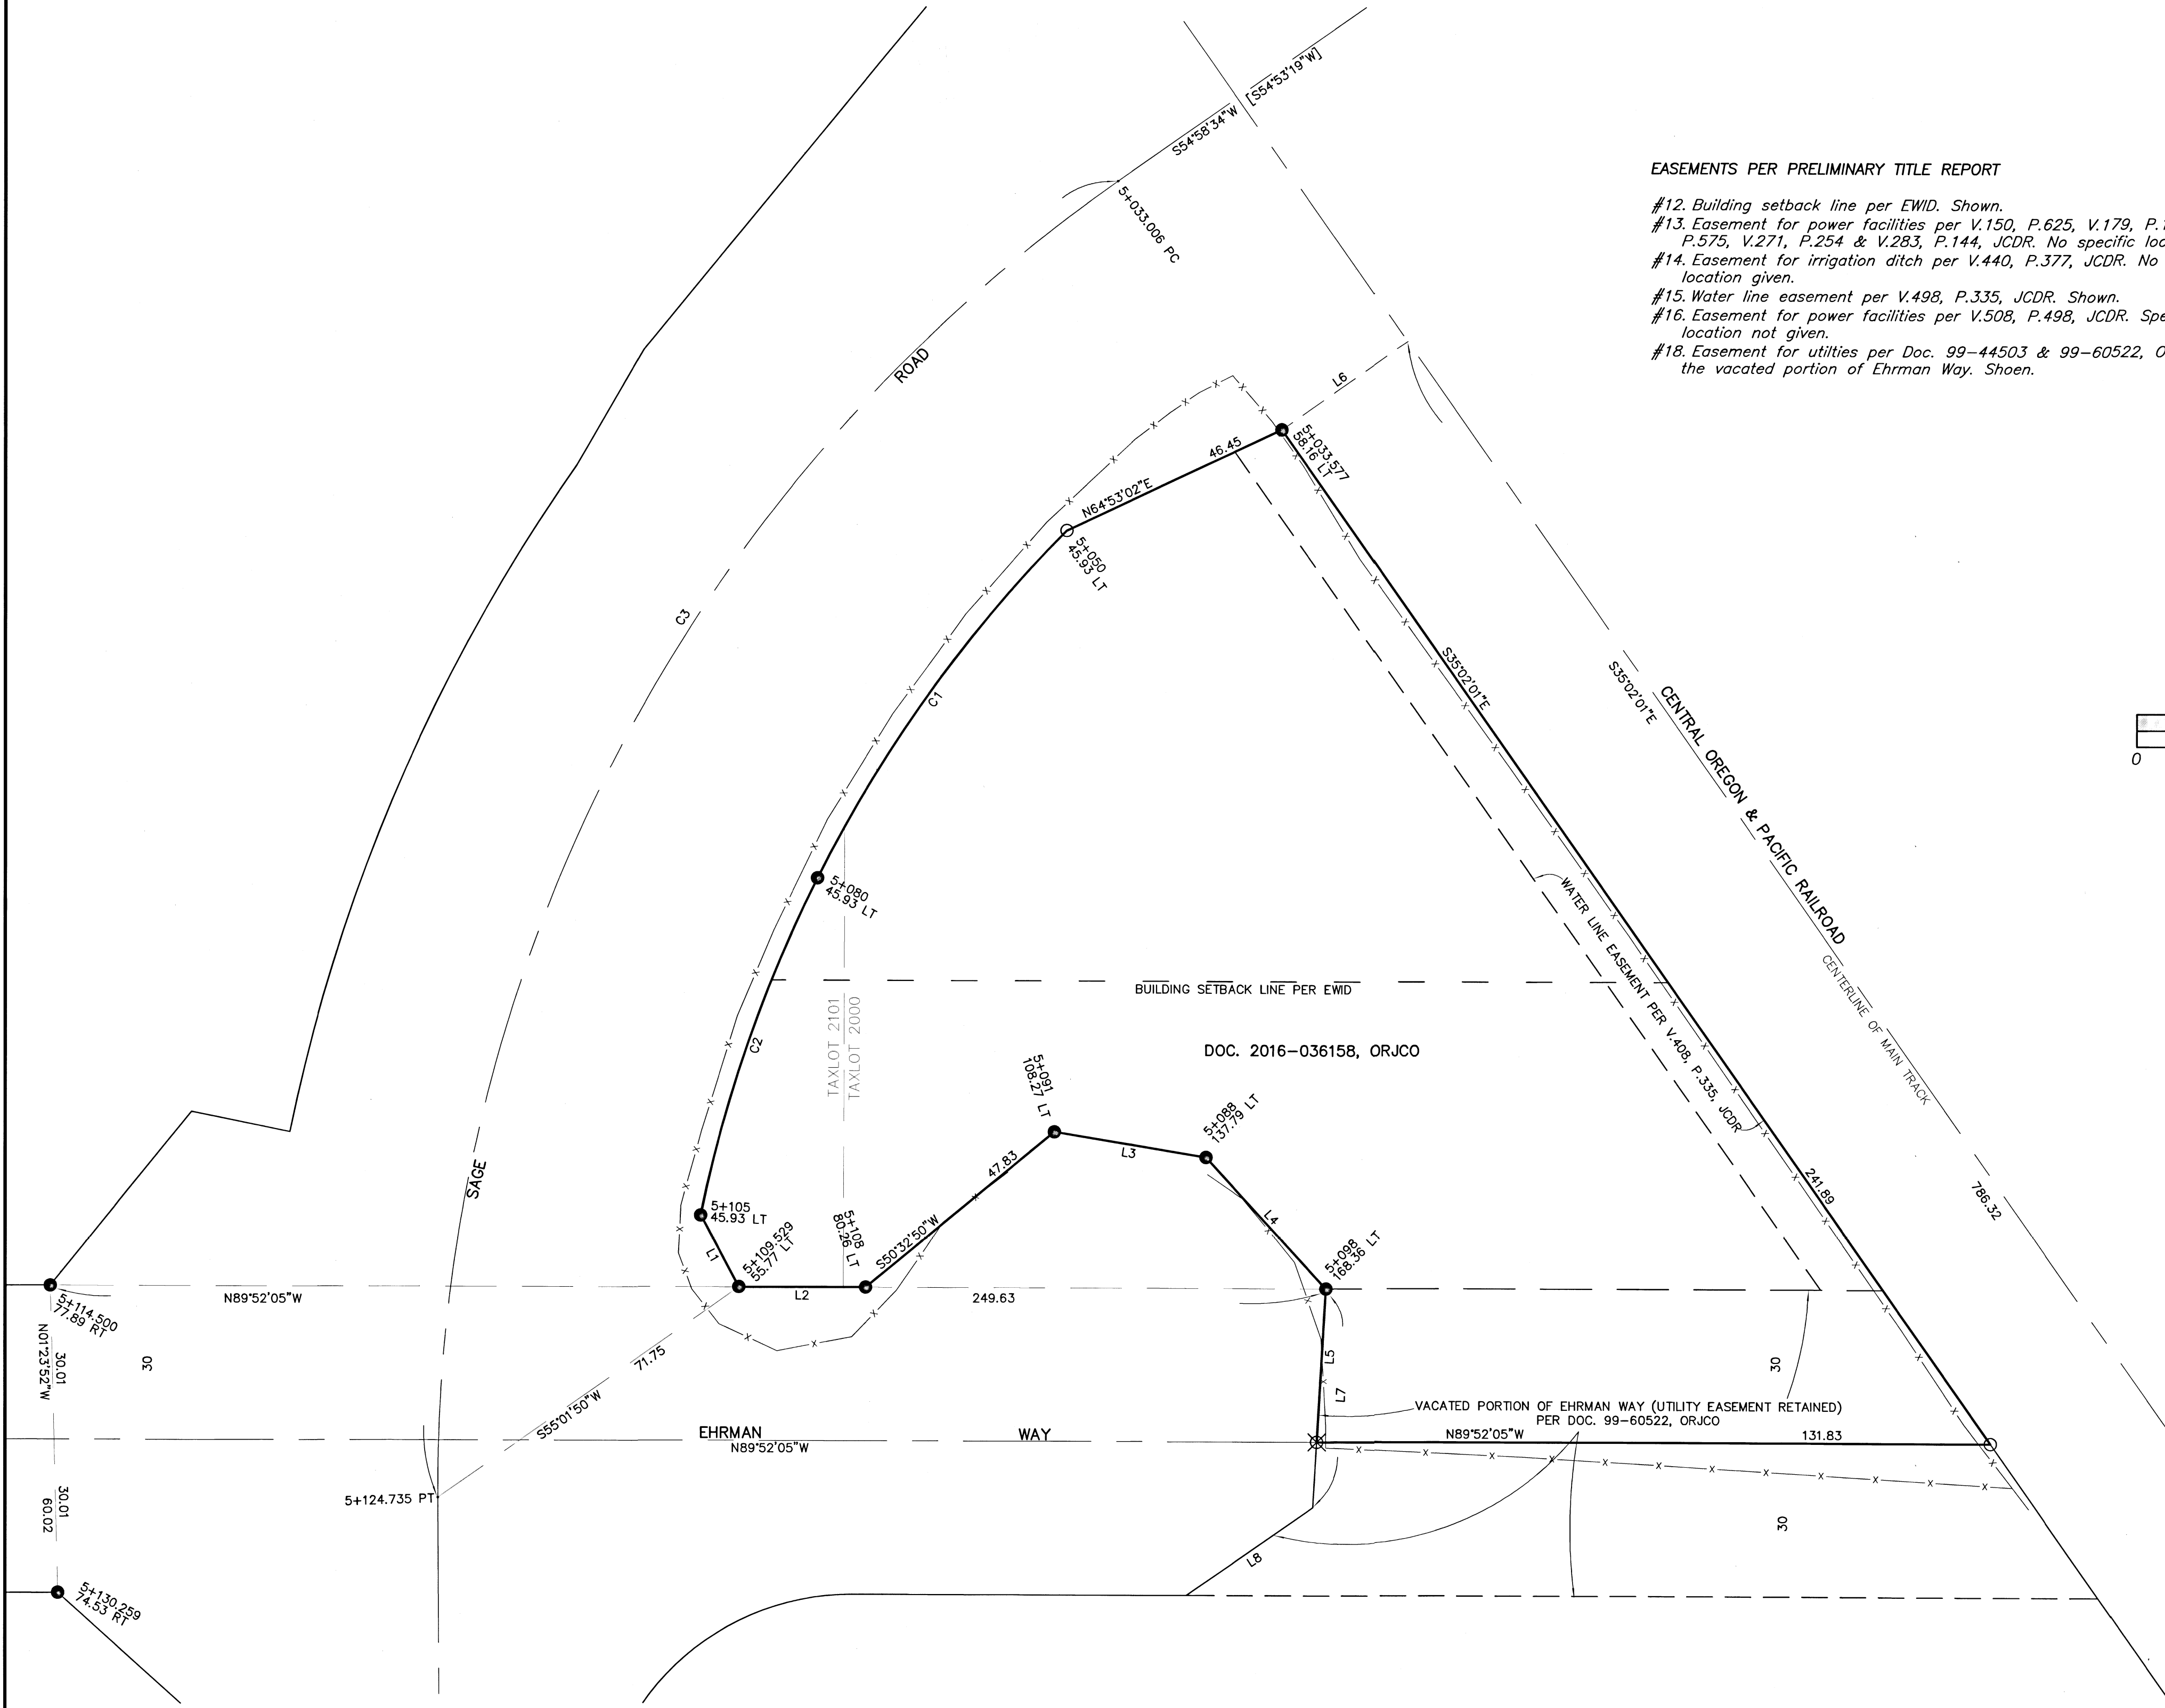 [S54°53'19"W]
S54°58'34"W
5+033.006 PC
EASEMENTS PER PRELIMINARY TITLE REPORT
#12. Building setback line per EWID. Shown.
#13. Easement for power facilities per V.150, P.625, V.179, P.1
P.575, V.271, P.254 & V.283, P.144, JCDR. No specific loc
#14. Easement for irrigation ditch per V.440, P.377, JCDR. No
location given.
#15. Water line easement per V.498, P.335, JCDR. Shown.
#16. Easement for power facilities per V.508, P.498, JCDR. Spe
location not given.
#18. Easement for utilties per Doc. 99-44503 & 99-60522, O
the vacated portion of Ehrman Way. Shoen.
ROAD
L6
5+033.577
58.16 LT
46.45
N64°53'02"E
5+050
45.93 LT
C3
C1
S35°02'01"E
S35°02'01"E
CENTRAL OREGON & PACIFIC RAILROAD
CENTERLINE OF MAIN TRACK
0
5+080
45.93 LT
WATER LINE EASEMENT PER V.408, P.335, JCDR
BUILDING SETBACK LINE PER EWID
TAXLOT 2101
TAXLOT 2000
C2
DOC. 2016-036158, ORJCO
5+091
108.27 LT
5+088
137.79 LT
L3
47.83
SAGE
241.89
786.32
5+105
45.93 LT
L1
5+109.529
55.77 LT
5+108
80.26 LT
S50°32'50"W
L4
5+098
168.36 LT
N89°52'05"W
L2
249.63
5+114.500
77.89 RT
N01°23'52"W
30.01
30
71.75
S55°01'50"W
L5
L7
30
VACATED PORTION OF EHRMAN WAY (UTILITY EASEMENT RETAINED)
PER DOC. 99-60522, ORJCO
EHRMAN WAY
N89°52'05"W
N89°52'05"W
131.83
5+124.735 PT
30.01
60.02
30
L8
5+130.259
74.53 RT